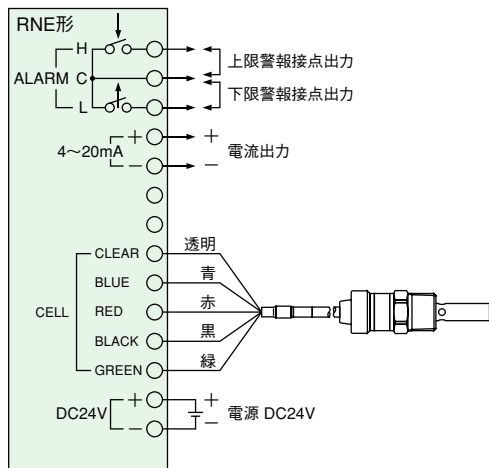 RNE形
H
ALARM C
L
上限警報接点出力
下限警報接点出力
4〜20mA
+ +
− −
電流出力
CELL
CLEAR 透明
BLUE 青
RED 赤
BLACK 黒
GREEN 緑
DC24V
+ +
− −
電源 DC24V